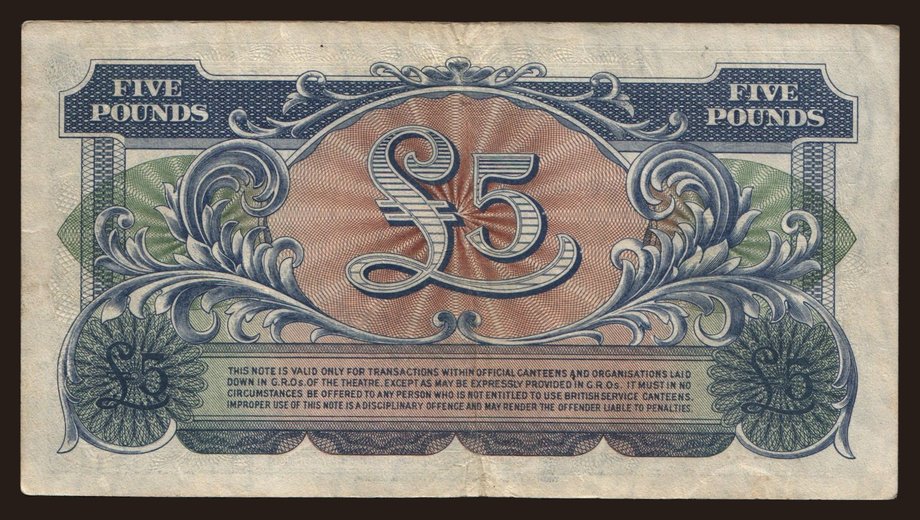 FIVE
POUNDS
FIVE
POUNDS
£5
THIS NOTE IS VALID ONLY FOR TRANSACTIONS WITHIN OFFICIAL CANTEENS AND ORGANISATIONS LAID
DOWN IN G.R.Os. OF THE THEATRE. EXCEPT AS MAY BE EXPRESSLY PROVIDED IN G.R.Os. IT MUST IN NO
CIRCUMSTANCES BE OFFERED TO ANY PERSON WHO IS NOT ENTITLED TO USE BRITISH SERVICE CANTEENS.
IMPROPER USE OF THIS NOTE IS A DISCIPLINARY OFFENCE AND MAY RENDER THE OFFENDER LIABLE TO PENALTIES.
£5
£5